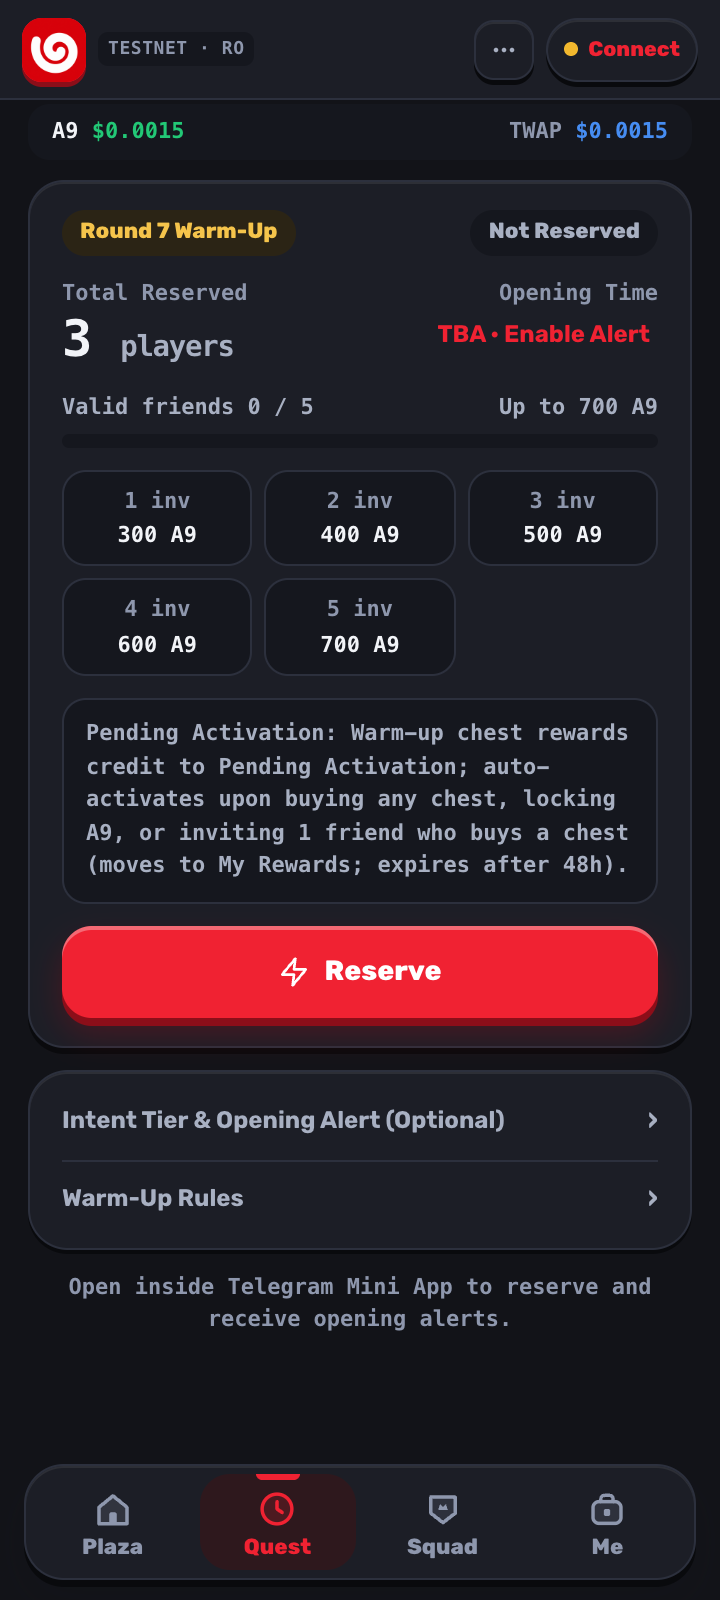 TESTNET · RO
···
Connect
A9 $0.0015
TWAP $0.0015
Round 7 Warm-Up
Not Reserved
Total Reserved
Opening Time
3 players
TBA • Enable Alert
Valid friends 0 / 5
Up to 700 A9
1 inv
300 A9
2 inv
400 A9
3 inv
500 A9
4 inv
600 A9
5 inv
700 A9
Pending Activation: Warm-up chest rewards
credit to Pending Activation; auto-
activates upon buying any chest, locking
A9, or inviting 1 friend who buys a chest
(moves to My Rewards; expires after 48h).
Reserve
Intent Tier & Opening Alert (Optional)
Warm-Up Rules
Open inside Telegram Mini App to reserve and
receive opening alerts.
Plaza
Quest
Squad
Me